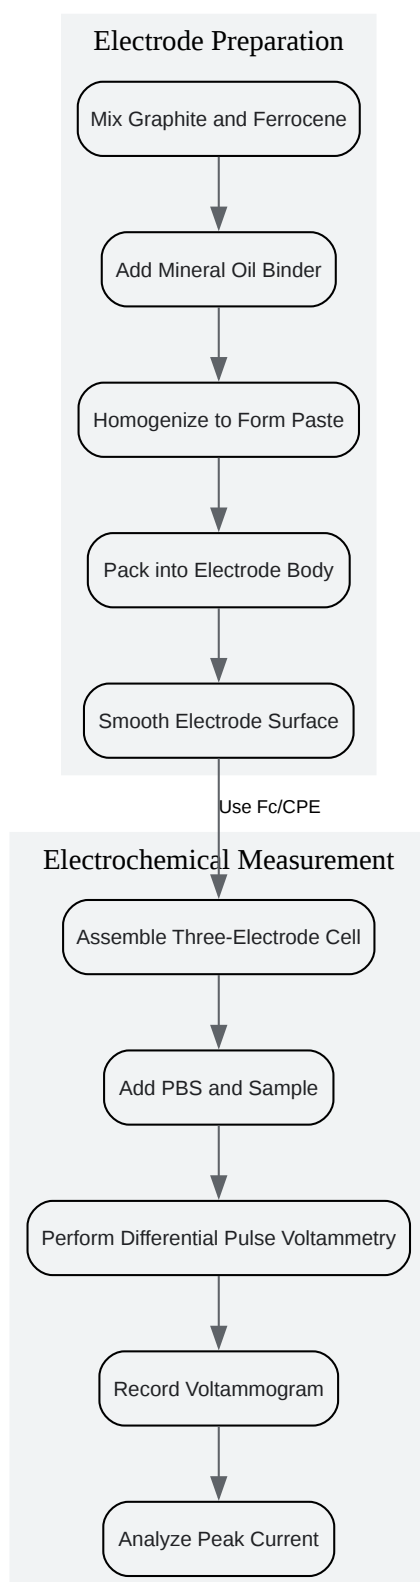 Electrode Preparation
Mix Graphite and Ferrocene
Add Mineral Oil Binder
Homogenize to Form Paste
Pack into Electrode Body
Smooth Electrode Surface
Use Fc/CPE
Electrochemical Measurement
Assemble Three-Electrode Cell
Add PBS and Sample
Perform Differential Pulse Voltammetry
Record Voltammogram
Analyze Peak Current